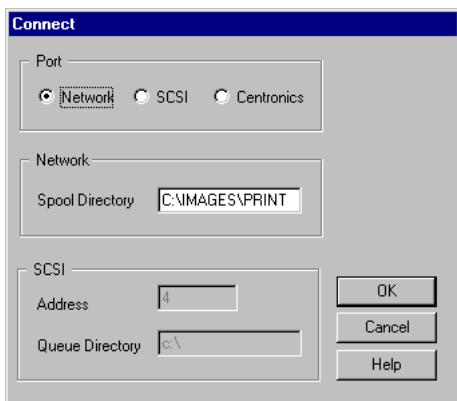 Connect
Port
Network SCSI Centronics
Network
Spool Directory C:\IMAGES\PRINT
SCSI
Address 4
Queue Directory c:\
OK
Cancel
Help